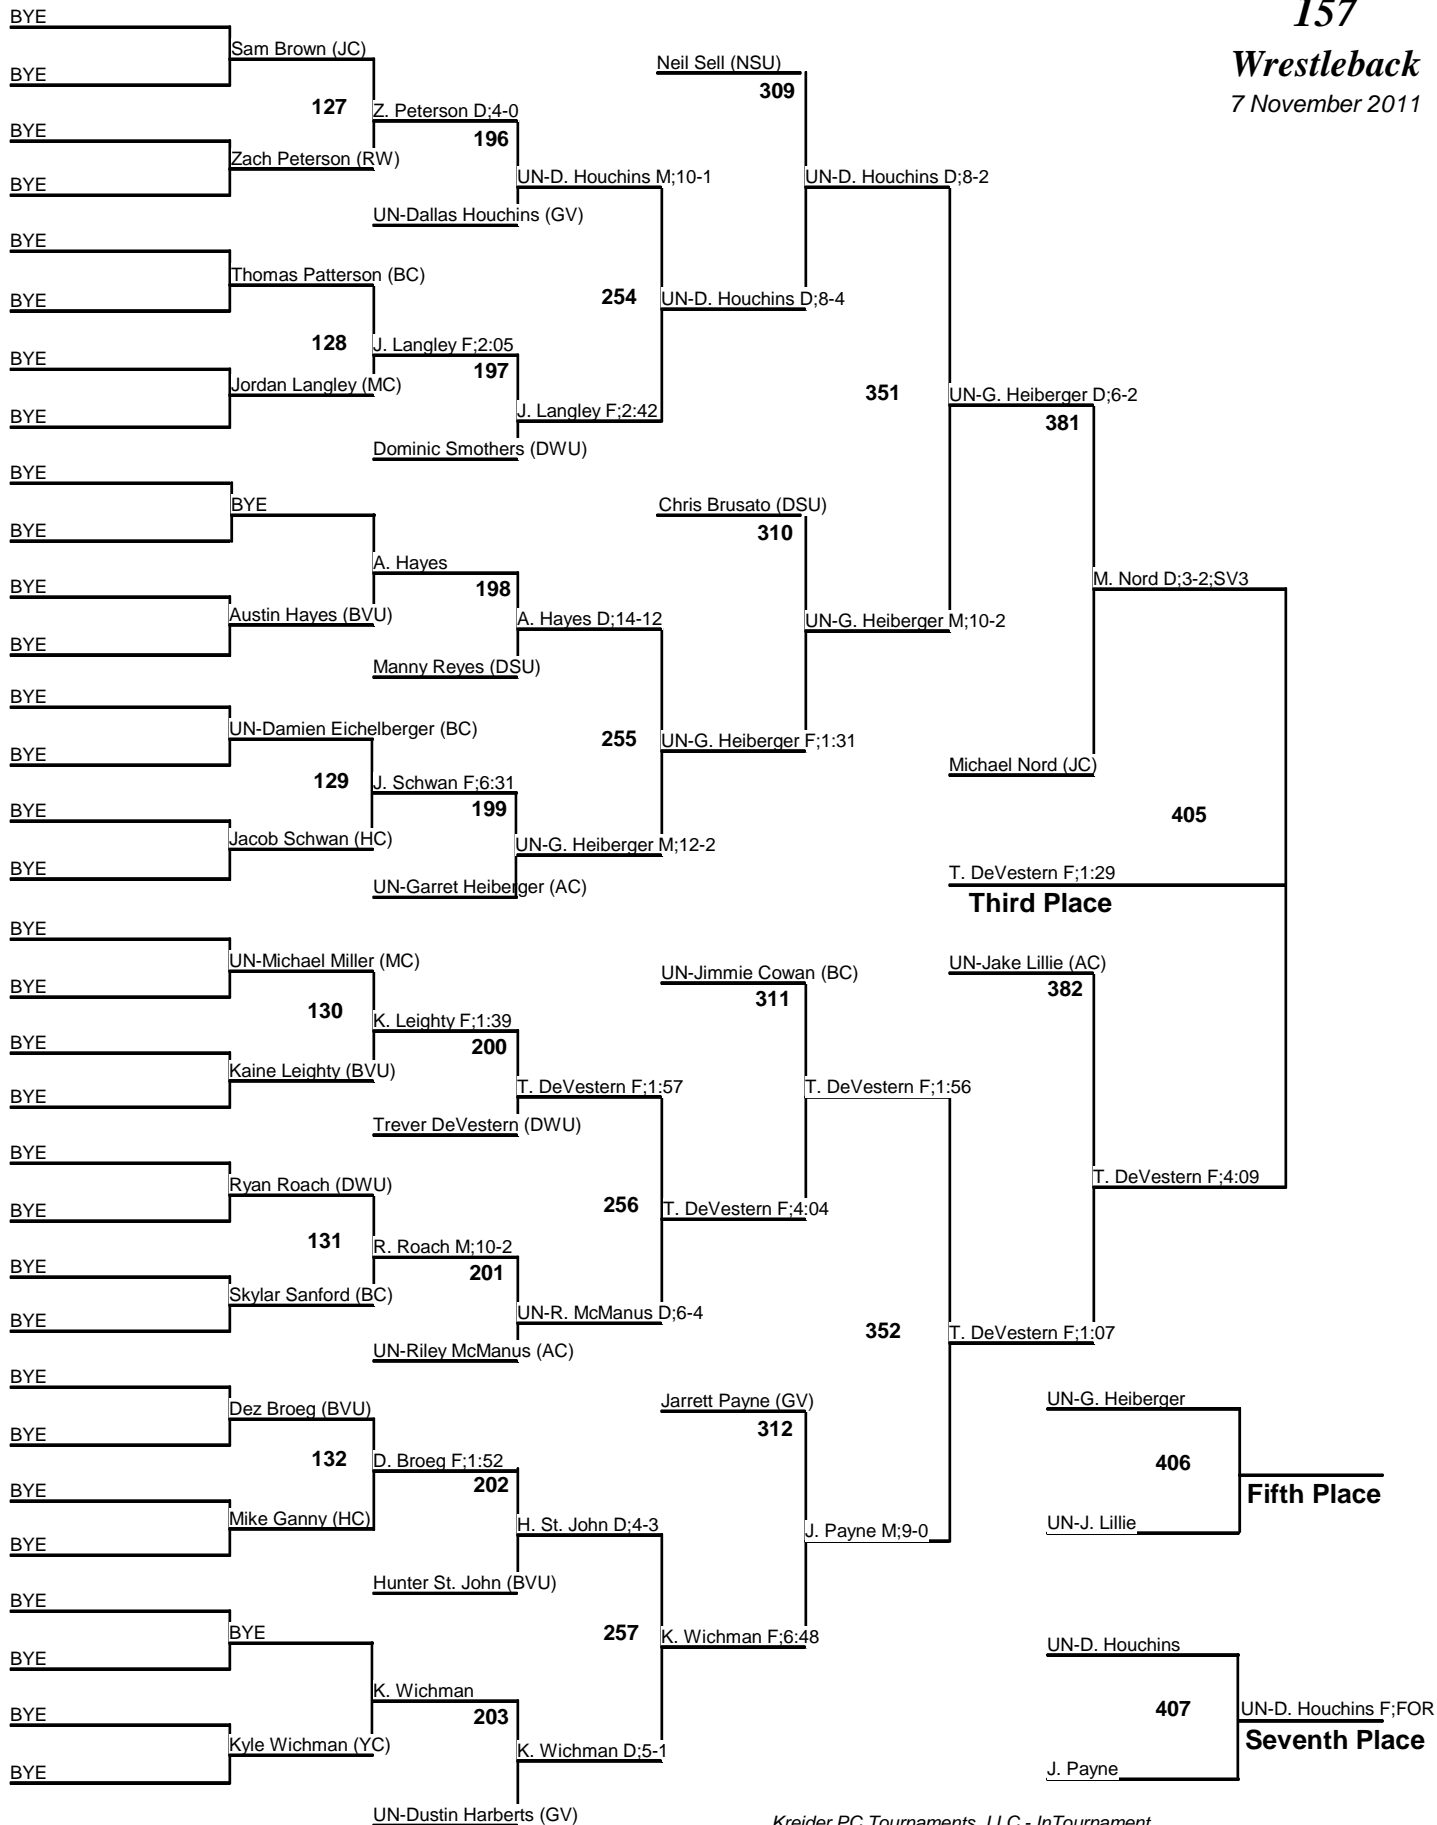 157
Wrestleback
7 November 2011
BYE
Sam Brown (JC)
BYE
127
Z. Peterson D;4-0
196
BYE
Zach Peterson (RW)
BYE
UN-D. Houchins M;10-1
UN-Dallas Houchins (GV)
Neil Sell (NSU)
309
UN-D. Houchins D;8-2
BYE
Thomas Patterson (BC)
BYE
254
UN-D. Houchins D;8-4
128
J. Langley F;2:05
197
BYE
Jordan Langley (MC)
BYE
J. Langley F;2:42
Dominic Smothers (DWU)
351
UN-G. Heiberger D;6-2
381
BYE
BYE
BYE
Chris Brusato (DSU)
310
A. Hayes
198
BYE
Austin Hayes (BVU)
BYE
A. Hayes D;14-12
Manny Reyes (DSU)
UN-G. Heiberger M;10-2
M. Nord D;3-2;SV3
BYE
UN-Damien Eichelberger (BC)
BYE
255
UN-G. Heiberger F;1:31
129
J. Schwan F;6:31
199
Michael Nord (JC)
BYE
Jacob Schwan (HC)
BYE
UN-G. Heiberger M;12-2
UN-Garret Heiberger (AC)
405
T. DeVestern F;1:29
Third Place
BYE
UN-Michael Miller (MC)
BYE
UN-Jimmie Cowan (BC)
311
UN-Jake Lillie (AC)
382
130
K. Leighty F;1:39
200
BYE
Kaine Leighty (BVU)
BYE
T. DeVestern F;1:57
T. DeVestern F;1:56
Trever DeVestern (DWU)
BYE
Ryan Roach (DWU)
BYE
256
T. DeVestern F;4:04
T. DeVestern F;4:09
131
R. Roach M;10-2
201
BYE
Skylar Sanford (BC)
BYE
UN-R. McManus D;6-4
UN-Riley McManus (AC)
352
T. DeVestern F;1:07
BYE
Dez Broeg (BVU)
BYE
Jarrett Payne (GV)
312
UN-G. Heiberger
132
D. Broeg F;1:52
202
406
Fifth Place
BYE
Mike Ganny (HC)
BYE
H. St. John D;4-3
J. Payne M;9-0
UN-J. Lillie
Hunter St. John (BVU)
BYE
BYE
BYE
257
K. Wichman F;6:48
UN-D. Houchins
K. Wichman
203
407
UN-D. Houchins F;FOR
Seventh Place
BYE
Kyle Wichman (YC)
BYE
K. Wichman D;5-1
J. Payne
UN-Dustin Harberts (GV)
Kreider PC Tournaments, LLC - InTournament